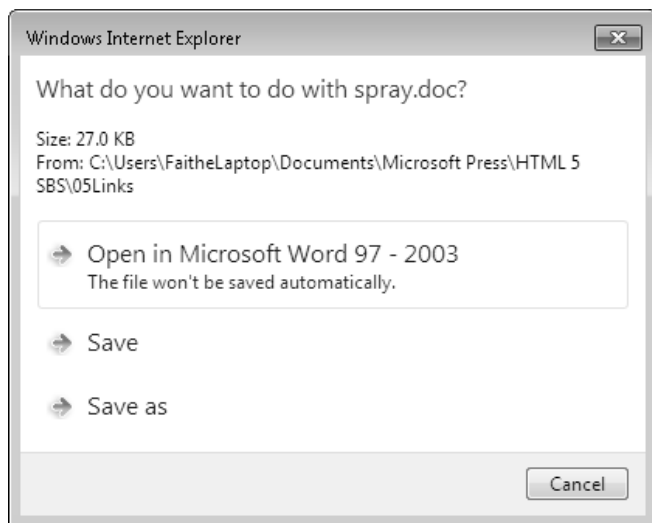 Windows Internet Explorer
What do you want to do with spray.doc?
Size: 27.0 KB
From: C:\Users\FaitheLaptop\Documents\Microsoft Press\HTML 5
SBS\05Links
Open in Microsoft Word 97 - 2003
The file won't be saved automatically.
Save
Save as
Cancel